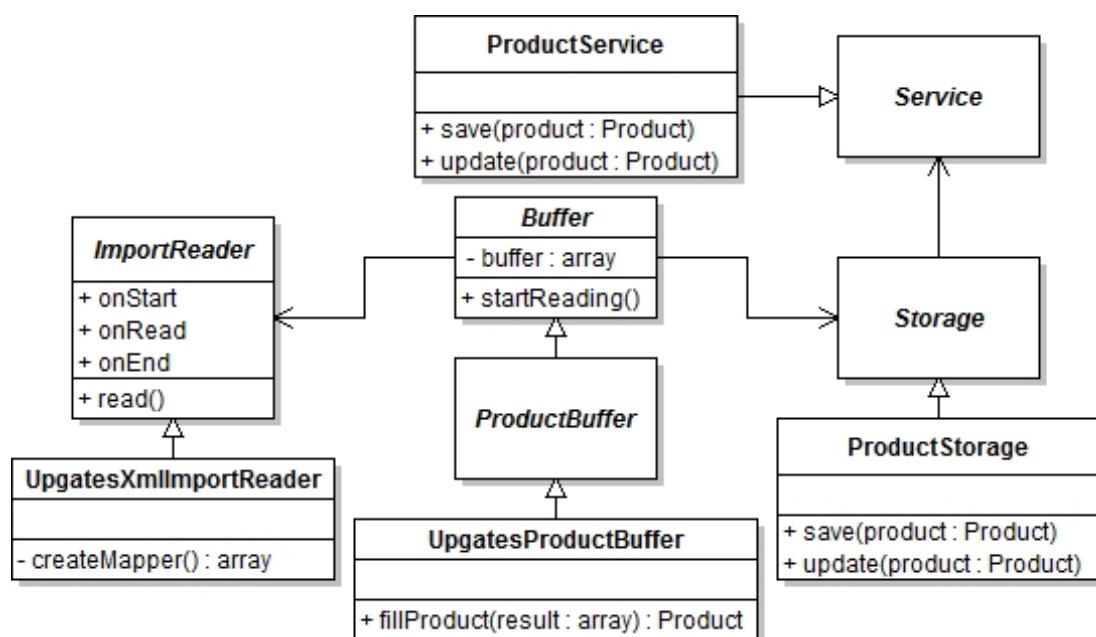 ProductService
+ save(product : Product)
+ update(product : Product)
Service
ImportReader
+ onStart
+ onRead
+ onEnd
+ read()
Buffer
- buffer : array
+ startReading()
Storage
UpgatesXmlImportReader
- createMapper() : array
ProductBuffer
ProductStorage
+ save(product : Product)
+ update(product : Product)
UpgatesProductBuffer
+ fillProduct(result : array) : Product